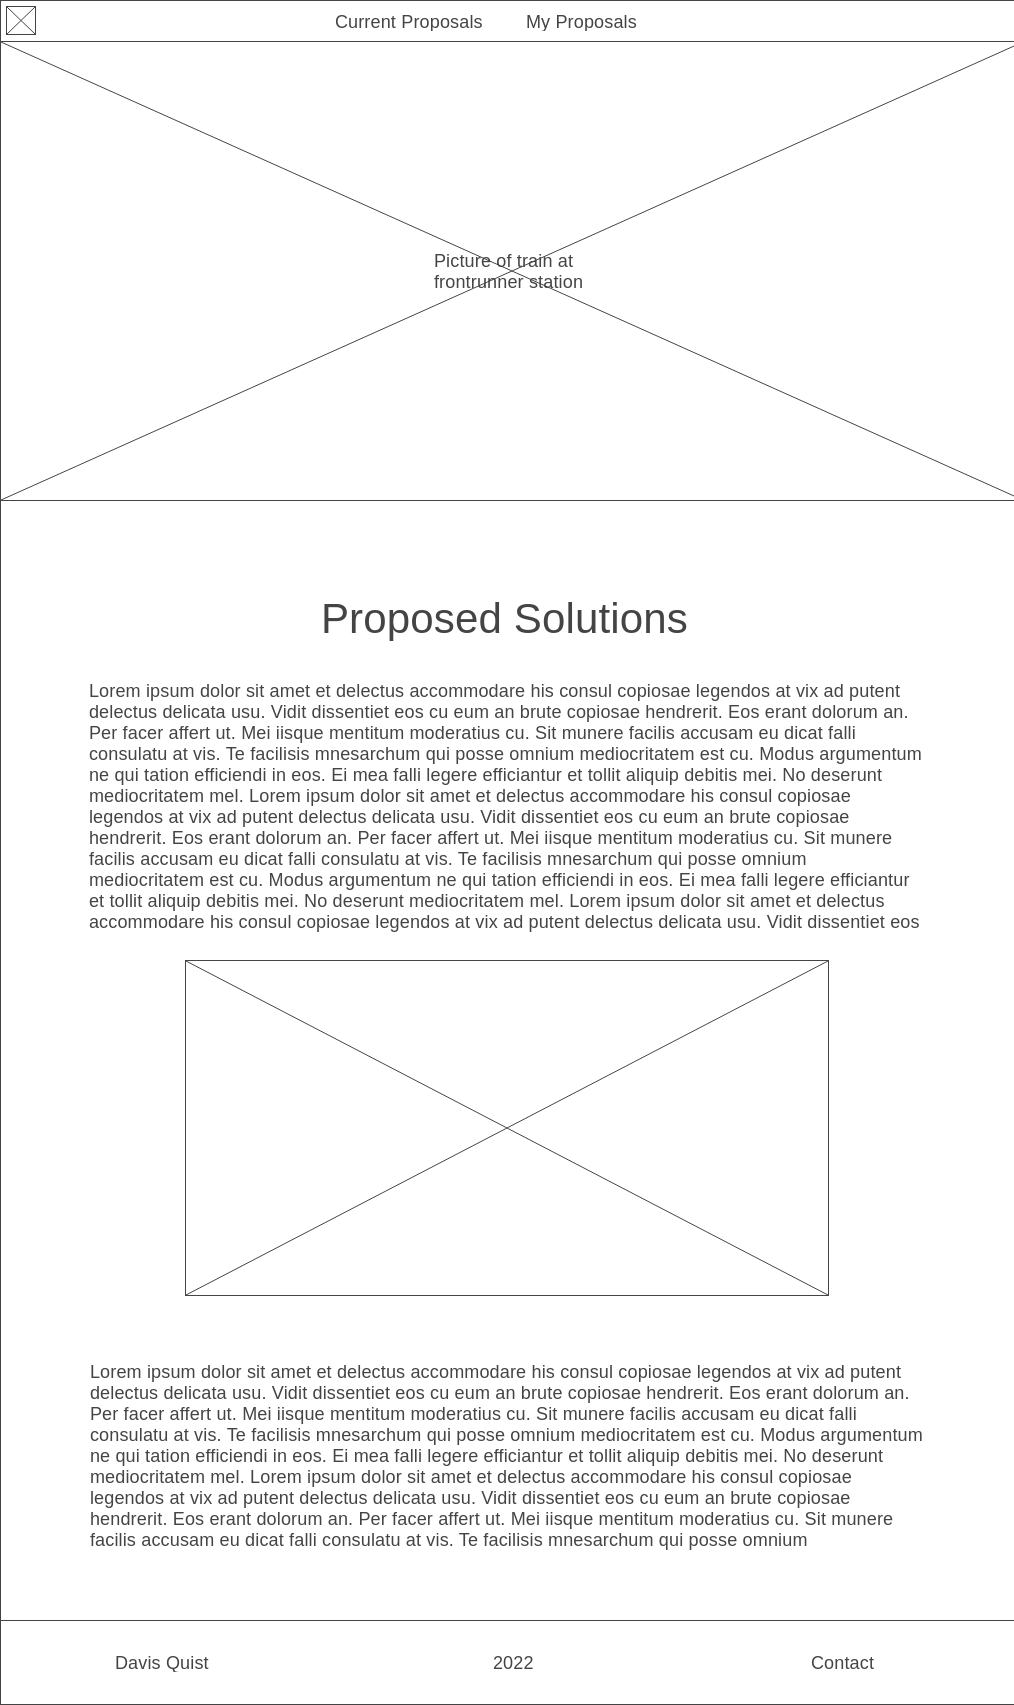 Current Proposals My Proposals
Picture of train at
frontrunner station
Proposed Solutions
Lorem ipsum dolor sit amet et delectus accommodare his consul copiosae legendos at vix ad putent
delectus delicata usu. Vidit dissentiet eos cu eum an brute copiosae hendrerit. Eos erant dolorum an.
Per facer affert ut. Mei iisque mentitum moderatius cu. Sit munere facilis accusam eu dicat falli
consulatu at vis. Te facilisis mnesarchum qui posse omnium mediocritatem est cu. Modus argumentum
ne qui tation efficiendi in eos. Ei mea falli legere efficiantur et tollit aliquip debitis mei. No deserunt
mediocritatem mel. Lorem ipsum dolor sit amet et delectus accommodare his consul copiosae
legendos at vix ad putent delectus delicata usu. Vidit dissentiet eos cu eum an brute copiosae
hendrerit. Eos erant dolorum an. Per facer affert ut. Mei iisque mentitum moderatius cu. Sit munere
facilis accusam eu dicat falli consulatu at vis. Te facilisis mnesarchum qui posse omnium
mediocritatem est cu. Modus argumentum ne qui tation efficiendi in eos. Ei mea falli legere efficiantur
et tollit aliquip debitis mei. No deserunt mediocritatem mel. Lorem ipsum dolor sit amet et delectus
accommodare his consul copiosae legendos at vix ad putent delectus delicata usu. Vidit dissentiet eos
Lorem ipsum dolor sit amet et delectus accommodare his consul copiosae legendos at vix ad putent
delectus delicata usu. Vidit dissentiet eos cu eum an brute copiosae hendrerit. Eos erant dolorum an.
Per facer affert ut. Mei iisque mentitum moderatius cu. Sit munere facilis accusam eu dicat falli
consulatu at vis. Te facilisis mnesarchum qui posse omnium mediocritatem est cu. Modus argumentum
ne qui tation efficiendi in eos. Ei mea falli legere efficiantur et tollit aliquip debitis mei. No deserunt
mediocritatem mel. Lorem ipsum dolor sit amet et delectus accommodare his consul copiosae
legendos at vix ad putent delectus delicata usu. Vidit dissentiet eos cu eum an brute copiosae
hendrerit. Eos erant dolorum an. Per facer affert ut. Mei iisque mentitum moderatius cu. Sit munere
facilis accusam eu dicat falli consulatu at vis. Te facilisis mnesarchum qui posse omnium
Davis Quist 2022 Contact